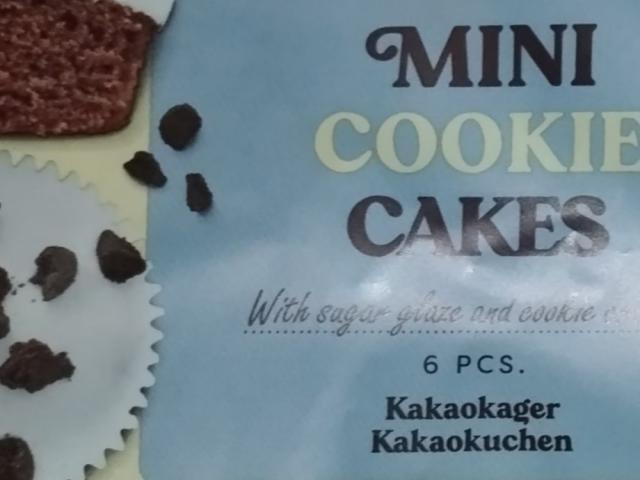 MINI
COOKIE
CAKES
With sugar glaze and cookie
6 PCS.
Kakaokager
Kakaokuchen